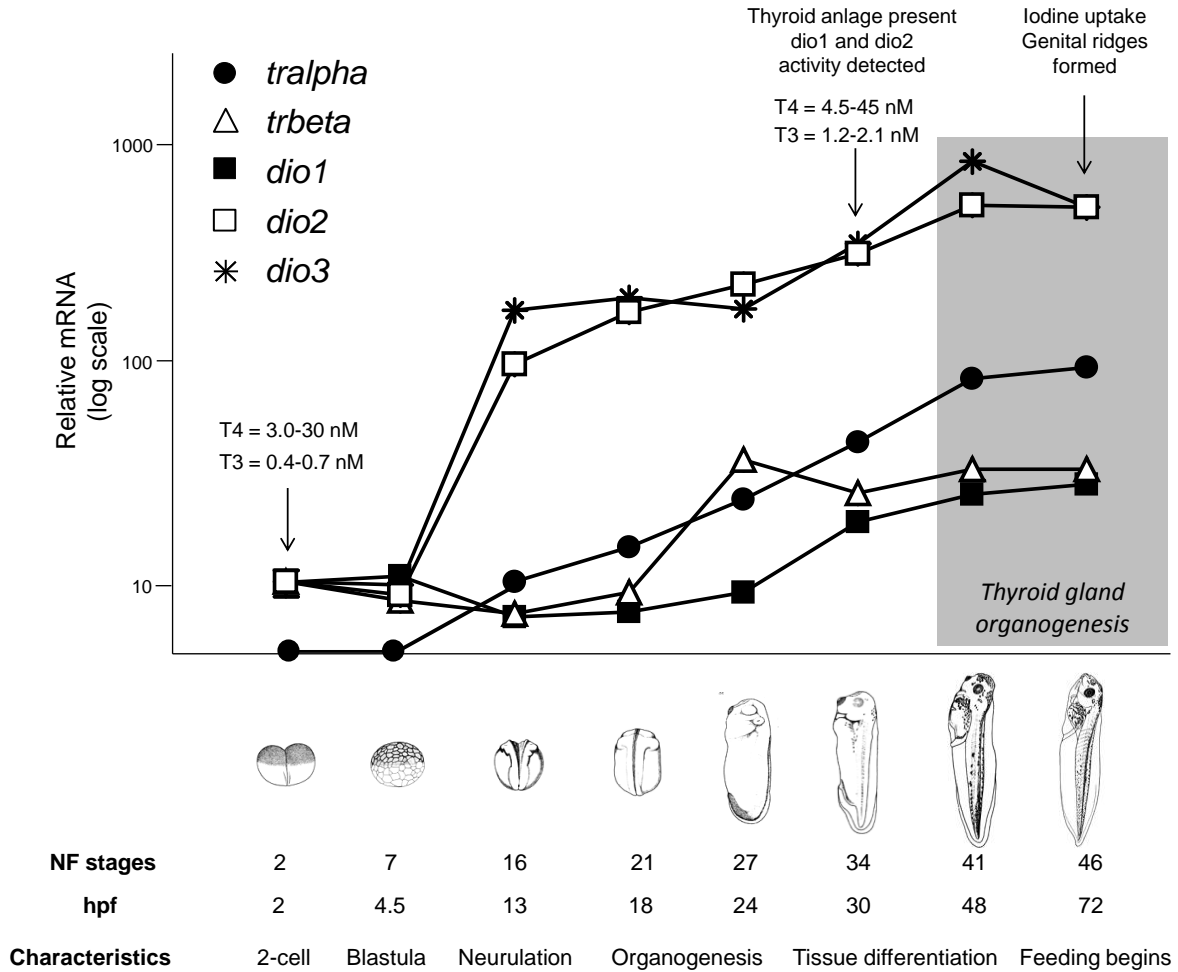 Thyroid anlage present
dio1 and dio2
activity detected
T4 = 4.5-45 nM
T3 = 1.2-2.1 nM
Iodine uptake
Genital ridges
formed
tralpha
trbeta
dio1
dio2
dio3
Relative mRNA
(log scale)
1000
100
10
T4 = 3.0-30 nM
T3 = 0.4-0.7 nM
Thyroid gland
organogenesis
NF stages 2 7 16 21 27 34 41 46
hpf 2 4.5 13 18 24 30 48 72
Characteristics 2-cell Blastula Neurulation Organogenesis Tissue differentiation Feeding begins